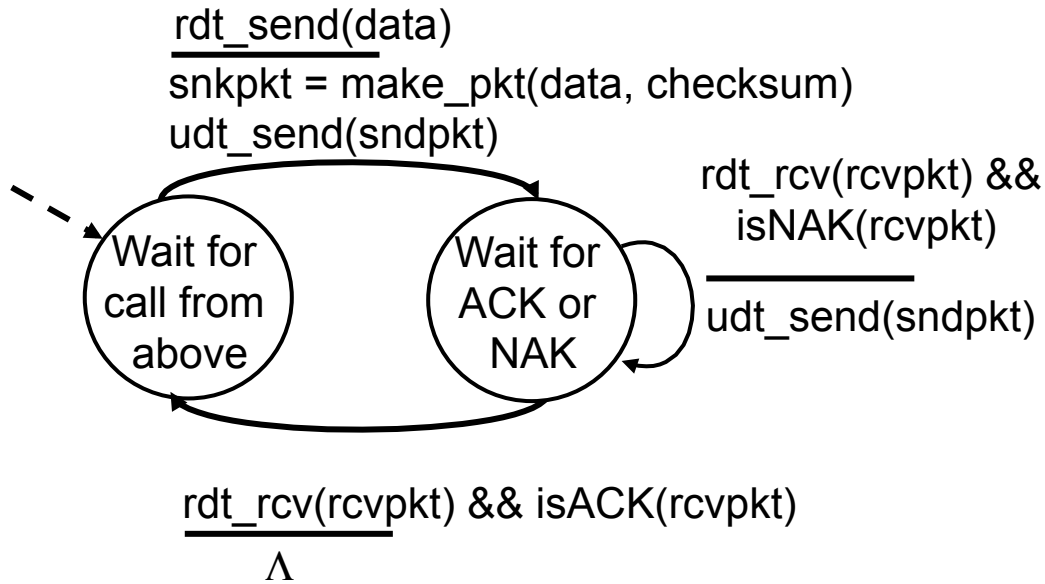 rdt_send(data)
snkpkt = make_pkt(data, checksum)
udt_send(sndpkt)
rdt_rcv(rcvpkt) &&
isNAK(rcvpkt)
udt_send(sndpkt)
Wait for
call from
above
Wait for
ACK or
NAK
rdt_rcv(rcvpkt) && isACK(rcvpkt)
Λ